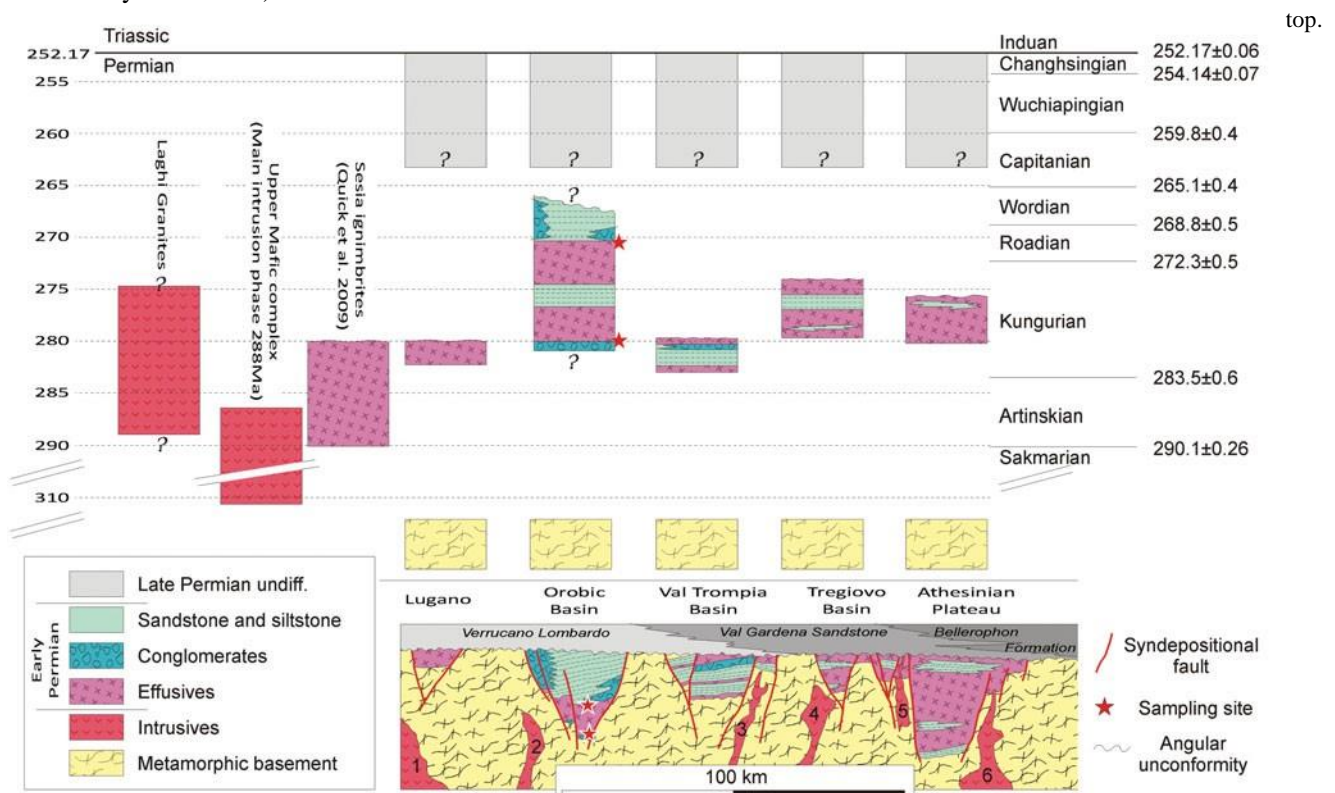 top.
Triassic
252.17
Permian
255
260
265
270
275
280
285
290
310
Laghi Granites ?
?
Upper Mafic complex
(Main intrusion phase 288Ma)
Sesia ignimbrites
(Quick et al. 2009)
? ? ? ? ?
?
?
Induan 252.17±0.06
Changhsingian 254.14±0.07
Wuchiapingian
259.8±0.4
Capitanian
265.1±0.4
Wordian
268.8±0.5
Roadian
272.3±0.5
Kungurian
283.5±0.6
Artinskian
290.1±0.26
Sakmarian
Late Permian undiff.
Early
Permian
Sandstone and siltstone
Conglomerates
Effusives
Intrusives
Metamorphic basement
Lugano
Orobic
Basin
Val Trompia
Basin
Tregiovo
Basin
Athesinian
Plateau
Verrucano Lombardo
Val Gardena Sandstone
Bellerophon
Formation
1
2
3
4
5
6
100 km
Syndepositional
fault
Sampling site
Angular
unconformity